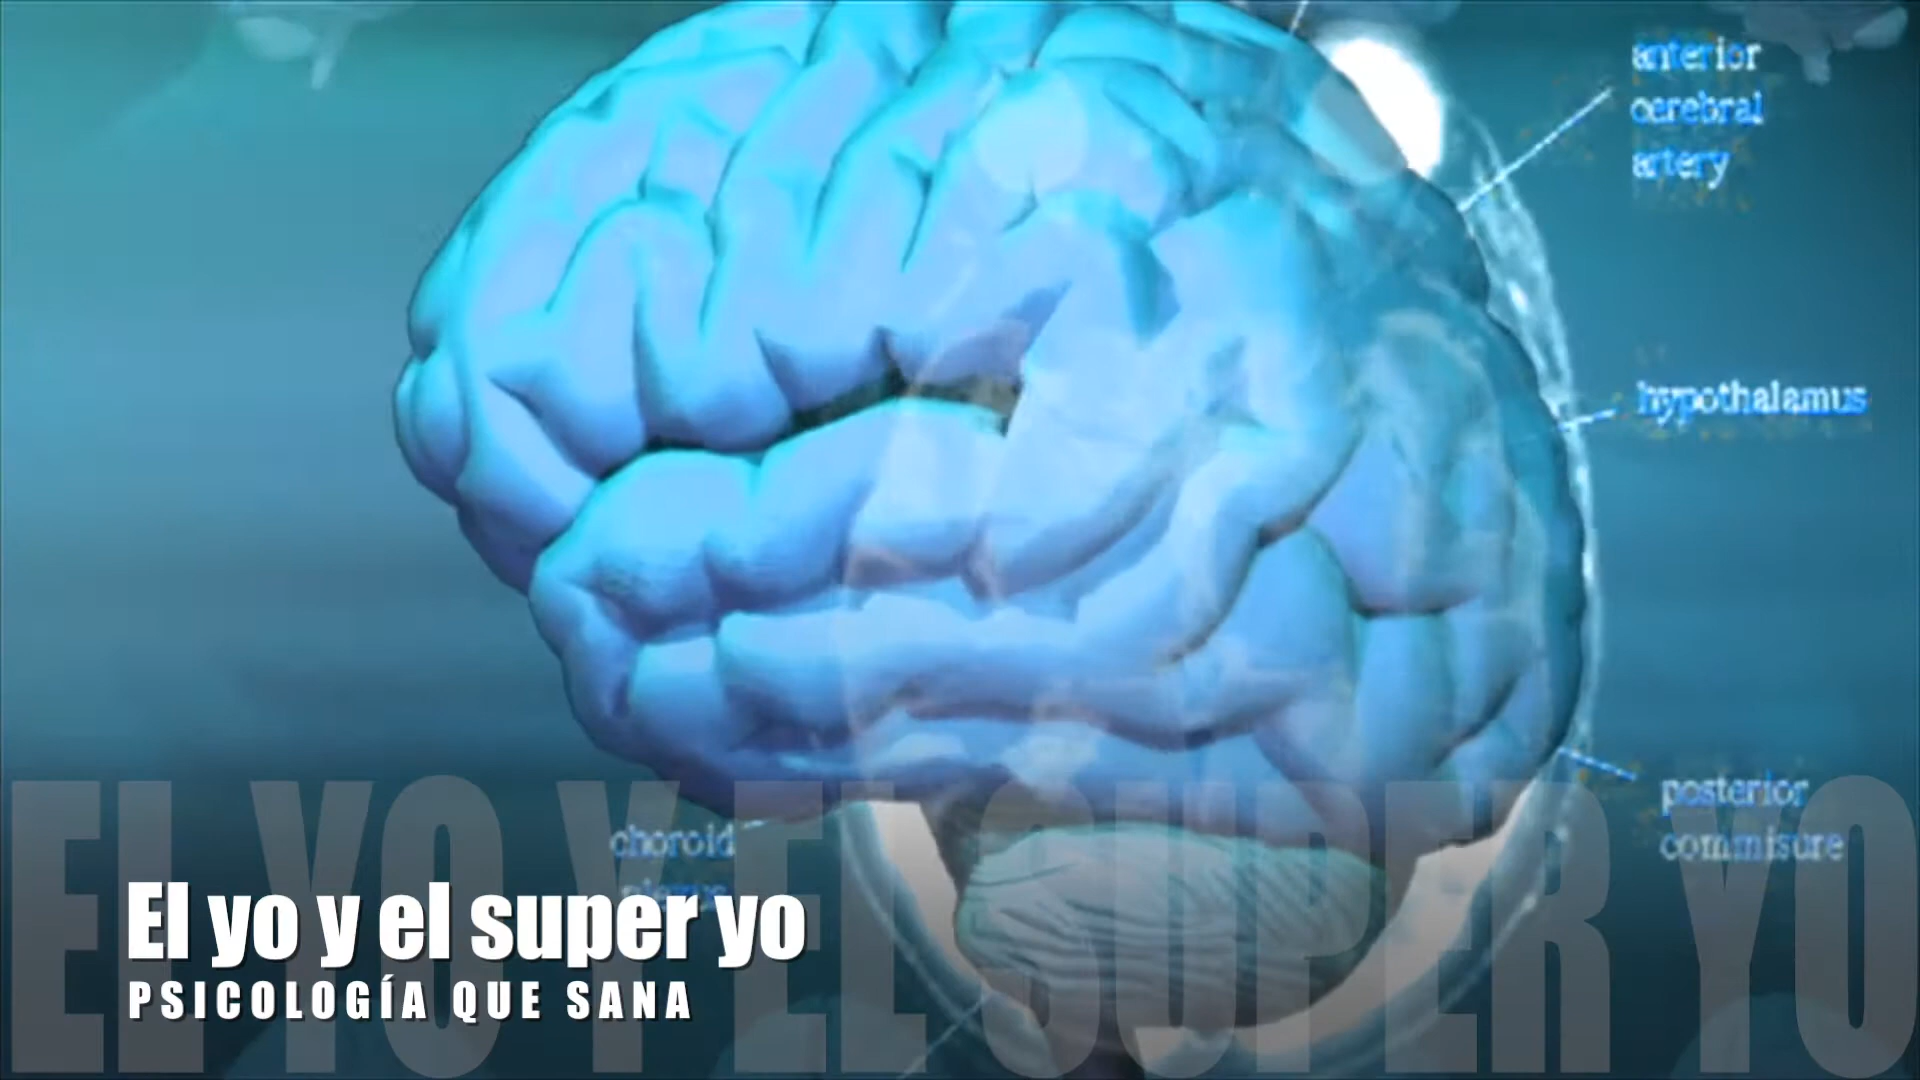 anterior
cerebral
artery
hypothalamus
posterior
commisure
choroid
plexus
EL YO Y EL SUPER YO
El yo y el super yo
PSICOLOGÍA QUE SANA